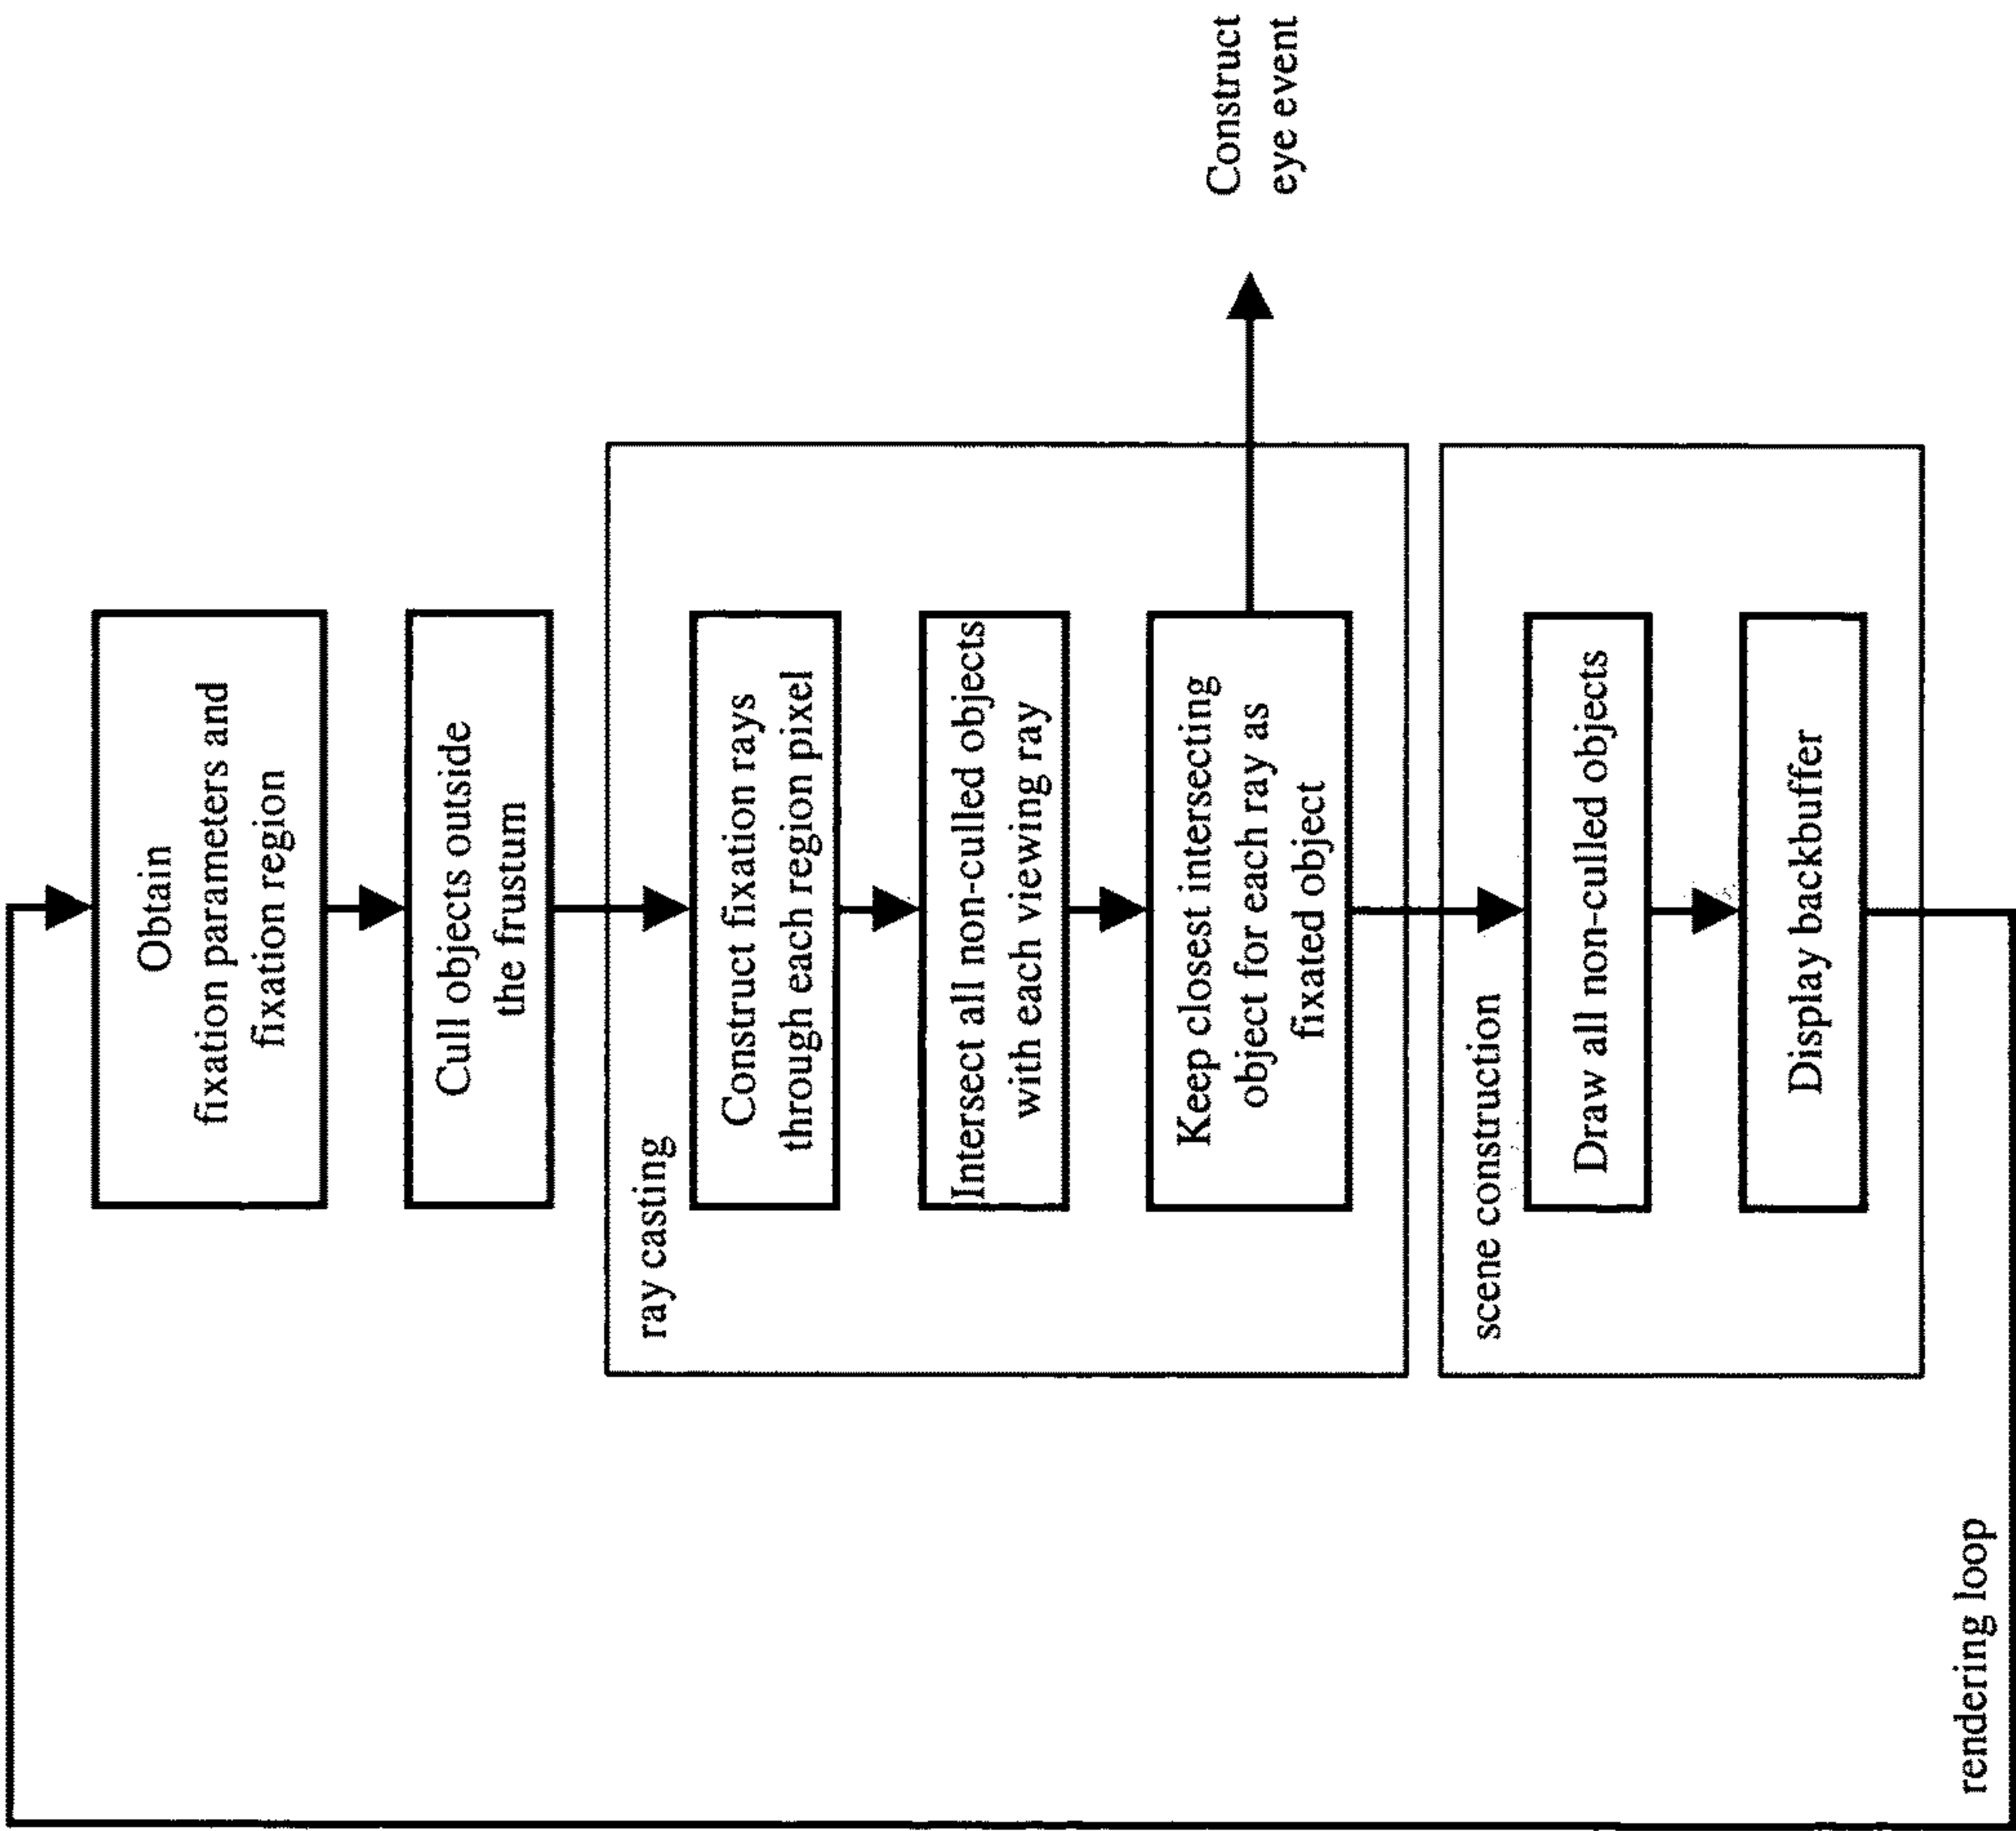 Obtain
fixation parameters and
fixation region
Cull objects outside
the frustum
ray casting
Construct fixation rays
through each region pixel
Intersect all non-culled objects
with each viewing ray
Keep closest intersecting
object for each ray as
fixated object
Construct
eye event
scene construction
Draw all non-culled objects
Display backbuffer
rendering loop